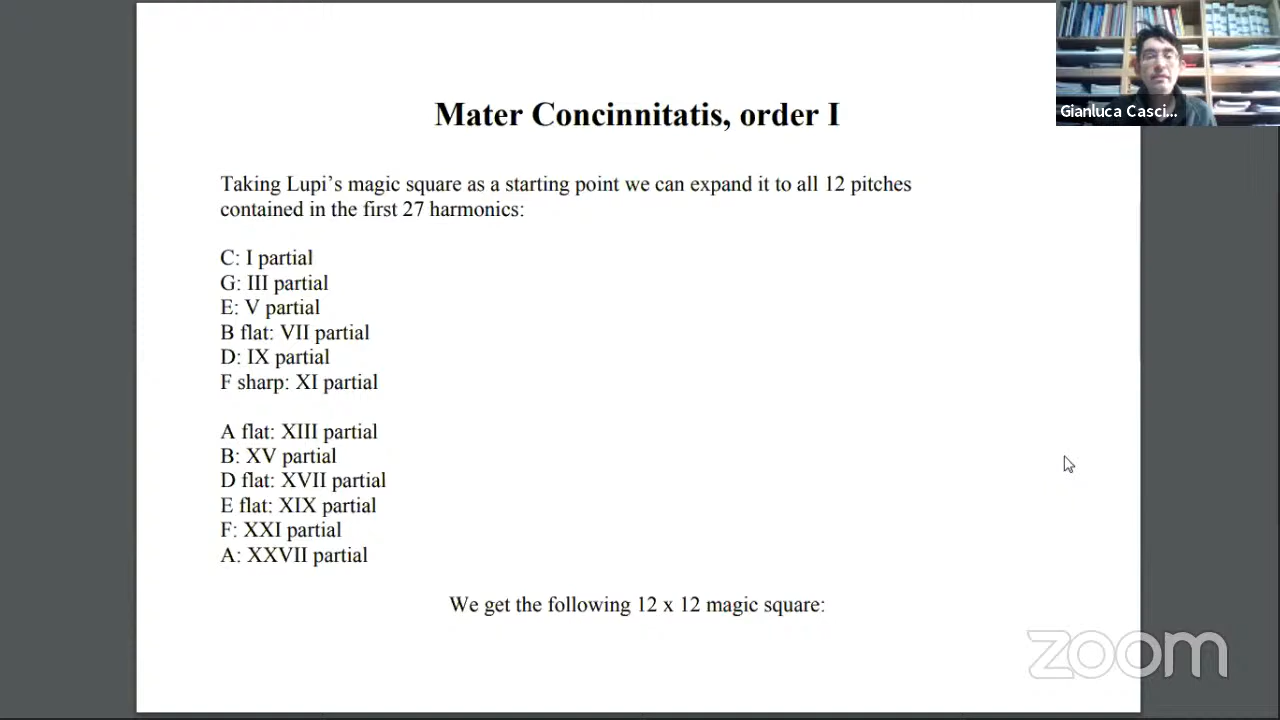 Gianluca Casci...
Mater Concinnitatis, order I
Taking Lupi's magic square as a starting point we can expand it to all 12 pitches
contained in the first 27 harmonics:
C: I partial
G: III partial
E: V partial
B flat: VII partial
D: IX partial
F sharp: XI partial
A flat: XIII partial
B: XV partial
D flat: XVII partial
E flat: XIX partial
F: XXI partial
A: XXVII partial
We get the following 12 x 12 magic square:
zoom